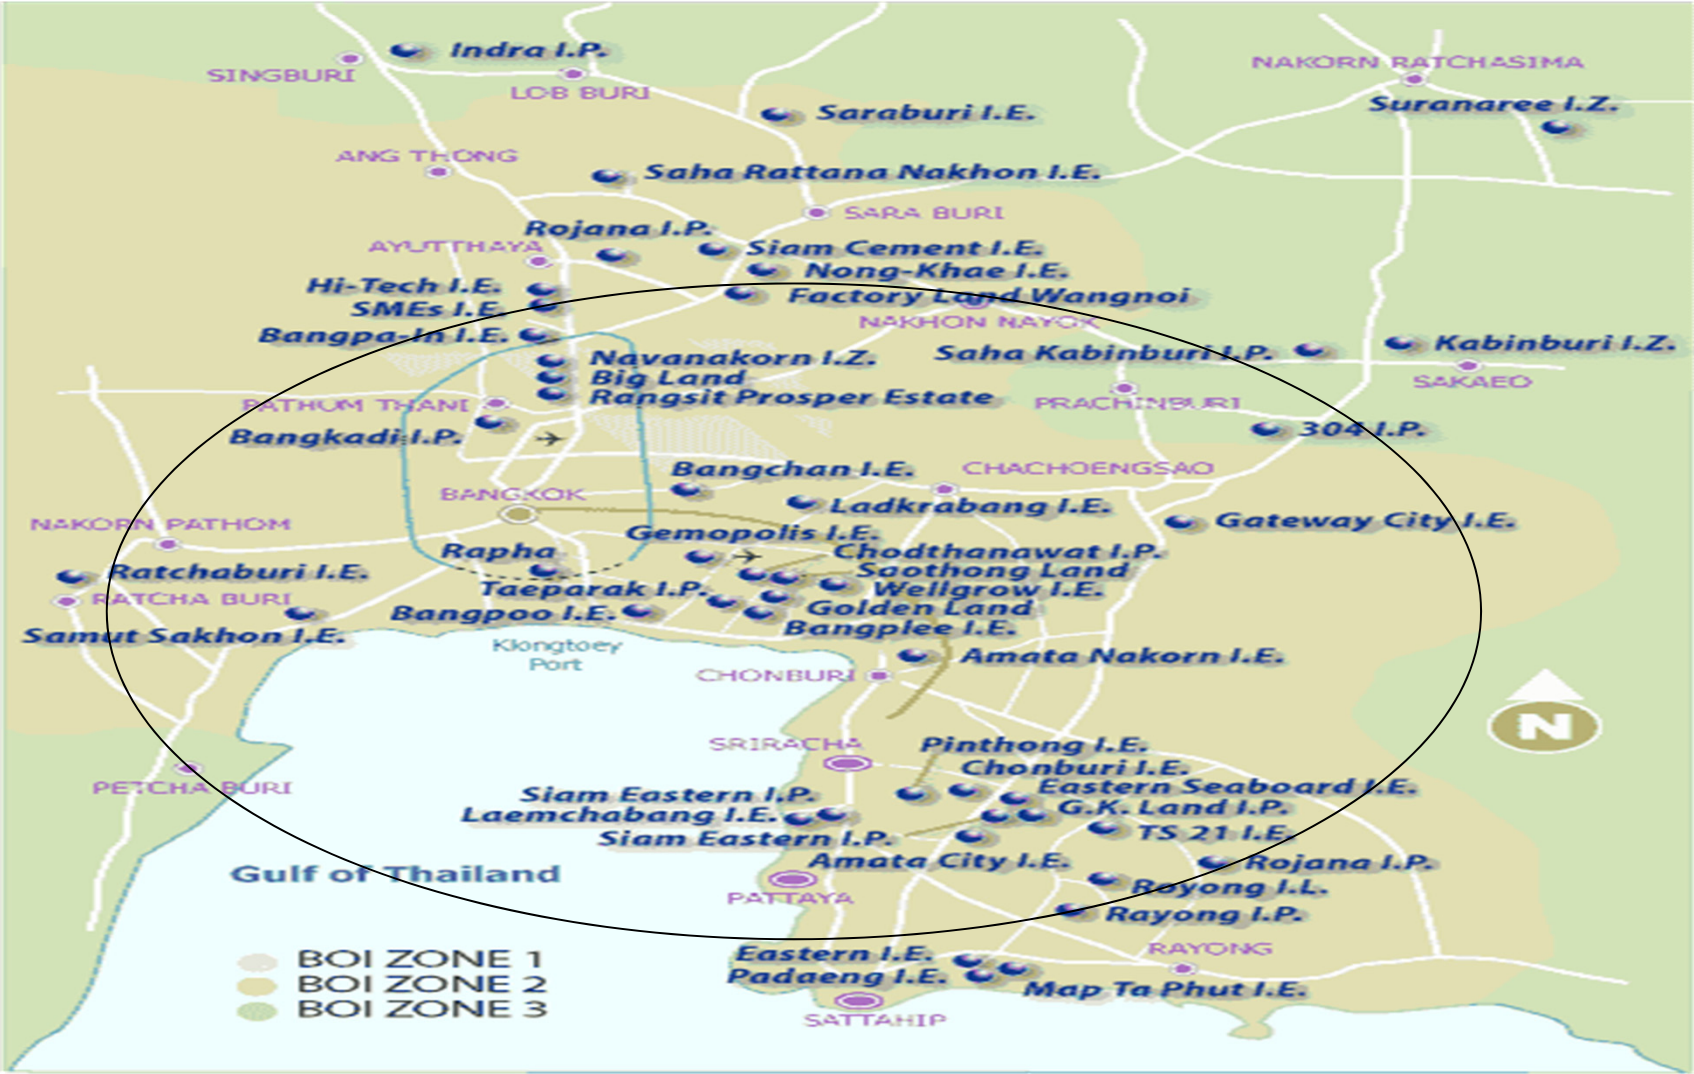 Indra I.P.
SINGBURI
LOB BURI
NAKORN RATCHASIMA
Suranaree I.Z.
Saraburi I.E.
ANG THONG
Saha Rattana Nakhon I.E.
SARA BURI
Rojana I.P.
AYUTTHAYA
Siam Cement I.E.
Nong-Khae I.E.
Hi-Tech I.E.
Factory Land Wangnoi
SMEs I.E.
NAKHON NAYOK
Bangpa-In I.E.
Saha Kabinburi I.P.
Kabinburi I.Z.
Navanakorn I.Z.
Big Land
SAKAEO
Rangsit Prosper Estate
PATHUM THANI
PRACHINBURI
Bangkadi I.P.
304 I.P.
Bangchan I.E.
CHACHOENGSAO
BANGKOK
Ladkrabang I.E.
NAKORN PATHOM
Gateway City I.E.
Gemopolis I.E.
Rapha
Chodthanawat I.P.
Ratchaburi I.E.
Saothong Land
Taeparak I.P.
Wellgrow I.E.
RATCHA BURI
Bangpoo I.E.
Golden Land
Samut Sakhon I.E.
Bangplee I.E.
Klongtoey
Port
Amata Nakorn I.E.
CHONBURI
SRIRACHA
Pinthong I.E.
Chonburi I.E.
PETCHA BURI
Siam Eastern I.P.
Eastern Seaboard I.E.
Laemchabang I.E.
G.K. Land I.P.
Siam Eastern I.P.
TS 21 I.E.
Amata City I.E.
Rojana I.P.
Gulf of Thailand
Rayong I.L.
PATTAYA
Rayong I.P.
Eastern I.E.
RAYONG
Padaeng I.E.
Map Ta Phut I.E.
SATTAHIP
BOI ZONE 1
BOI ZONE 2
BOI ZONE 3
N